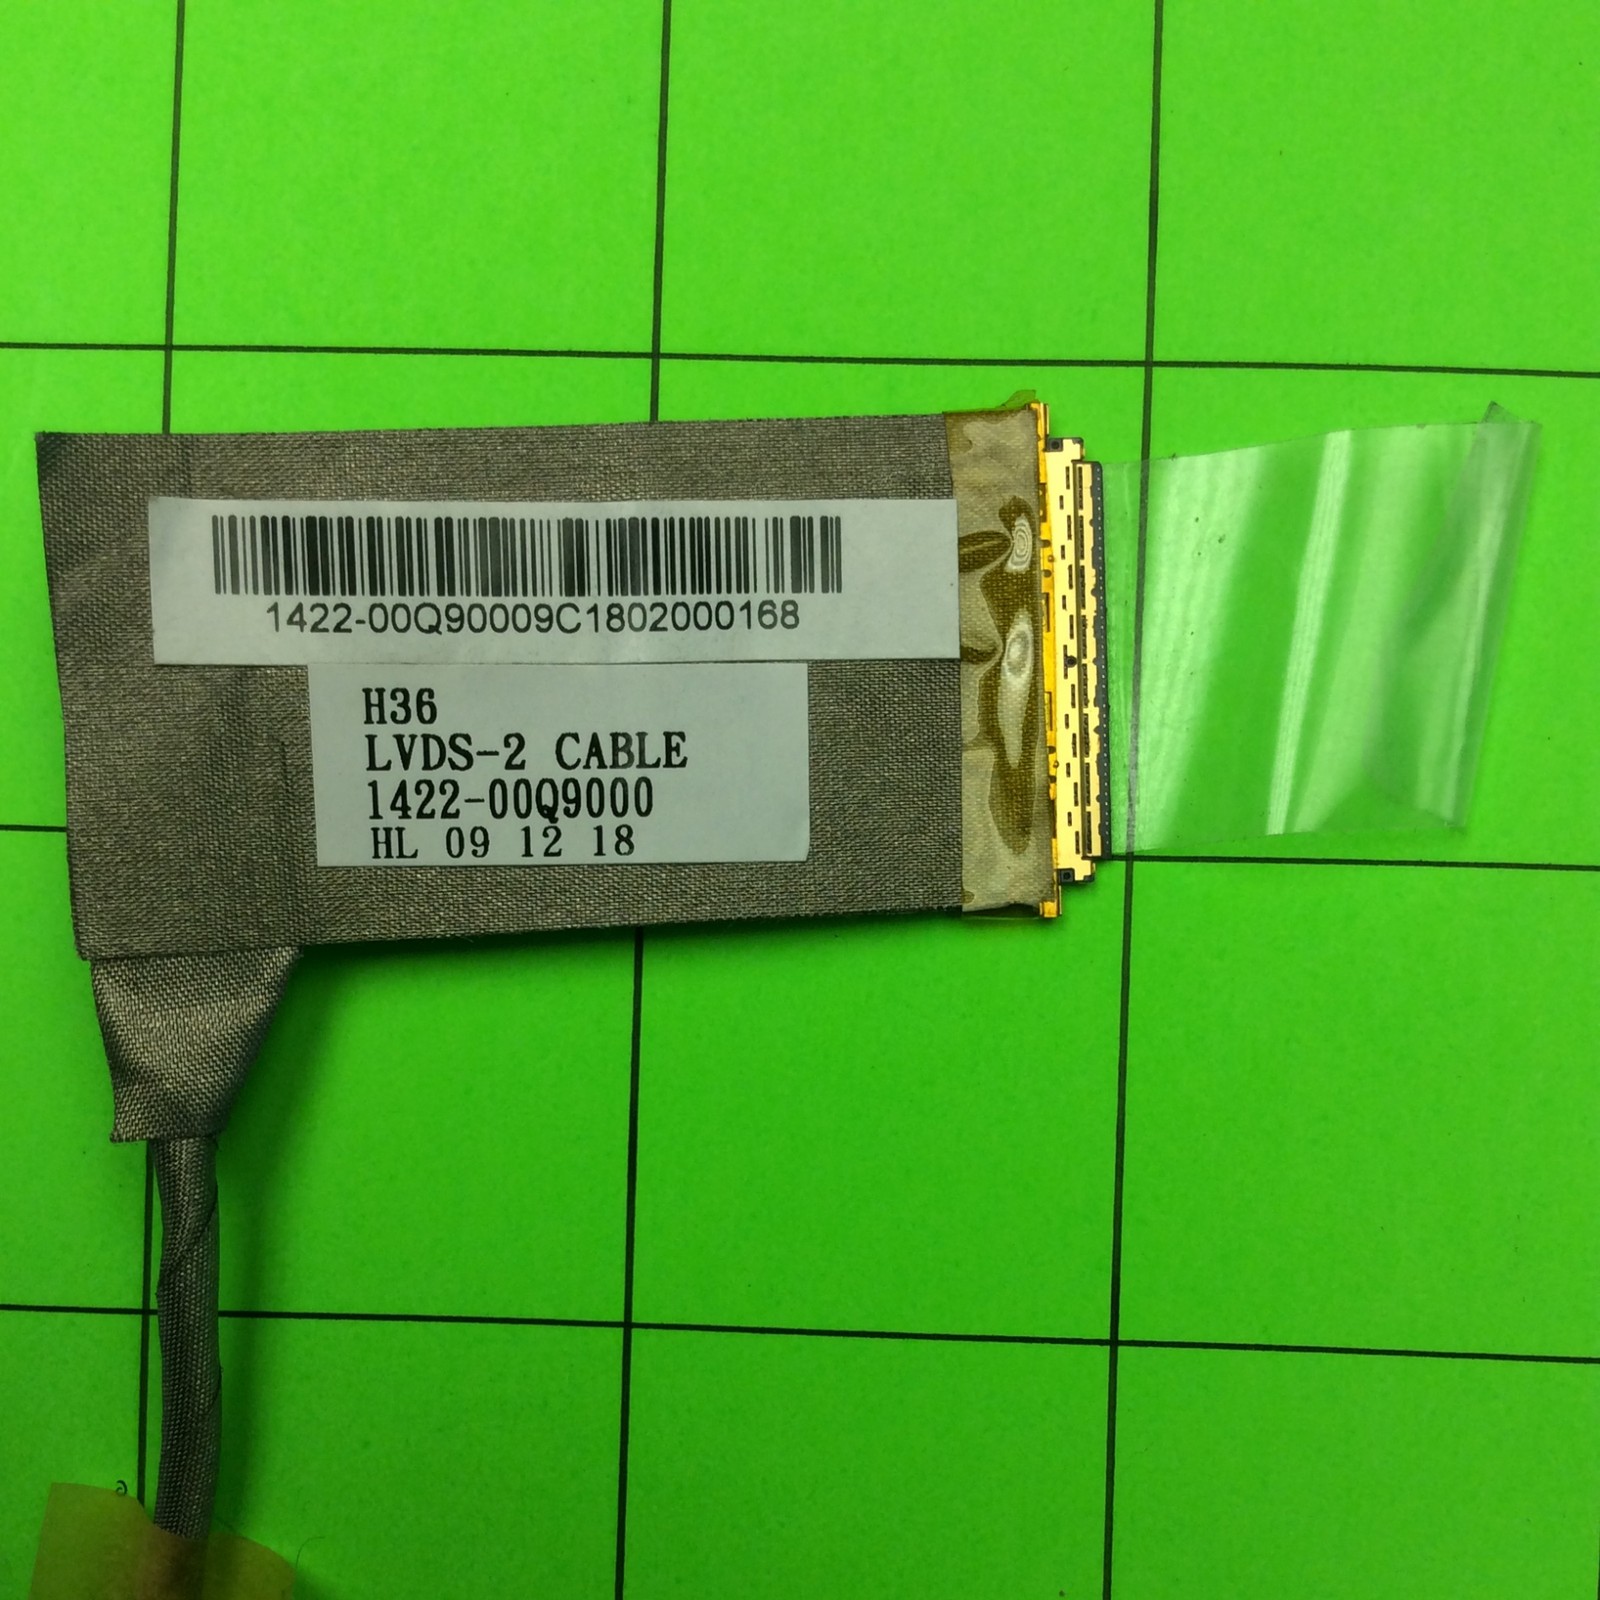 1422-00Q90009C1802000168
H36
LVDS-2 CABLE
1422-00Q9000
HL 09 12 18